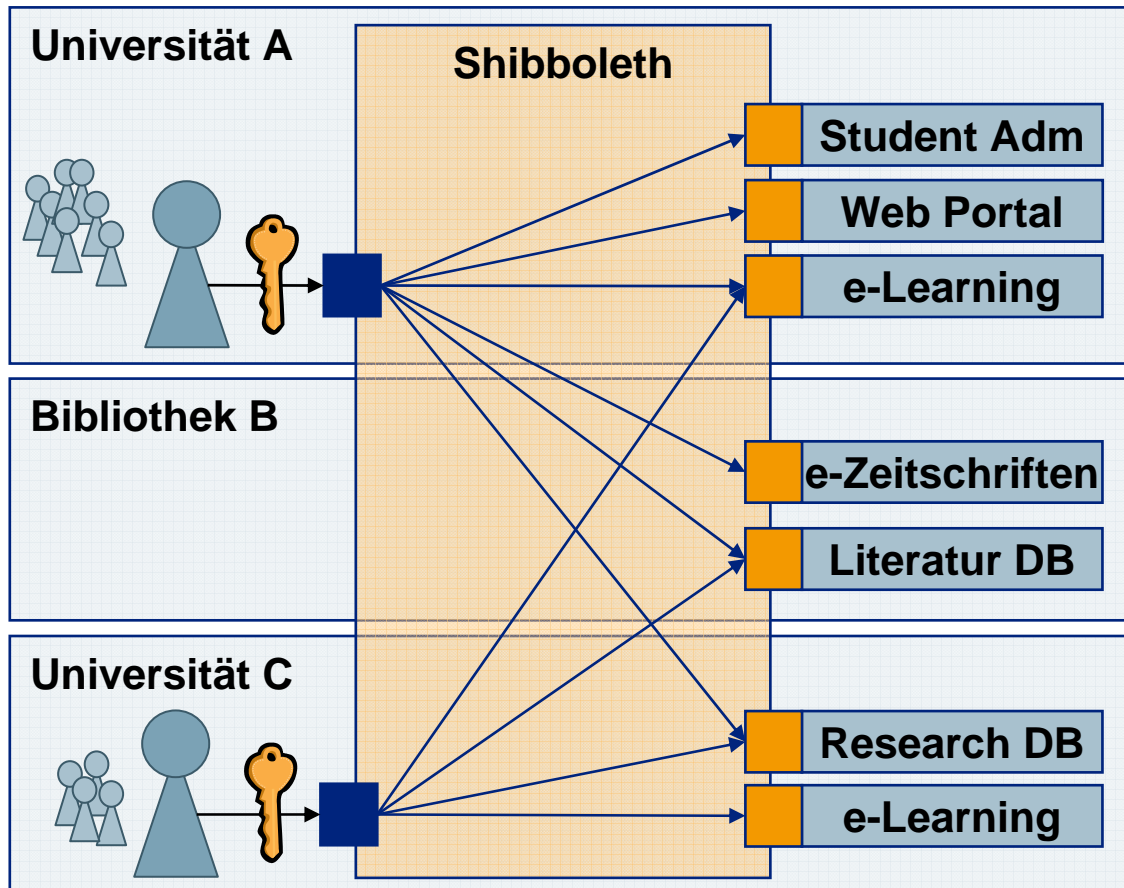 Universität A
Shibboleth
Student Adm
Web Portal
e-Learning
Bibliothek B
e-Zeitschriften
Literatur DB
Universität C
Research DB
e-Learning